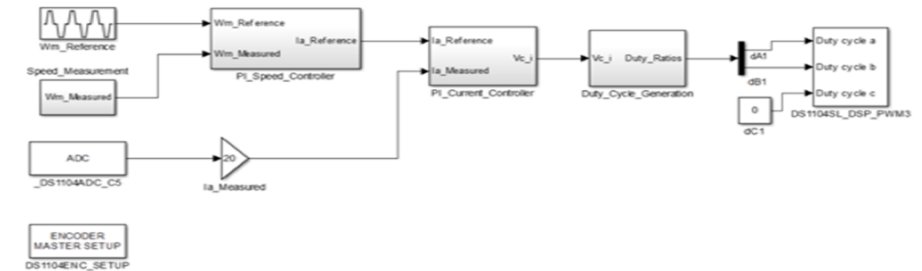 Wm_Reference
Speed_Measurement
Wm_Measured
Wm_Reference
Wm_Measured
Ia_Reference
PI_Speed_Controller
Ia_Reference
Ia_Measured
Vc_i
PI_Current_Controller
Vc_i
Duty_Ratios
Duty_Cycle_Generation
dA1
dB1
0
dC1
Duty cycle a
Duty cycle b
Duty cycle c
DS1104SL_DSP_PWM3
ADC
_DS1104ADC_C5
20
Ia_Measured
ENCODER
MASTER SETUP
DS1104ENC_SETUP